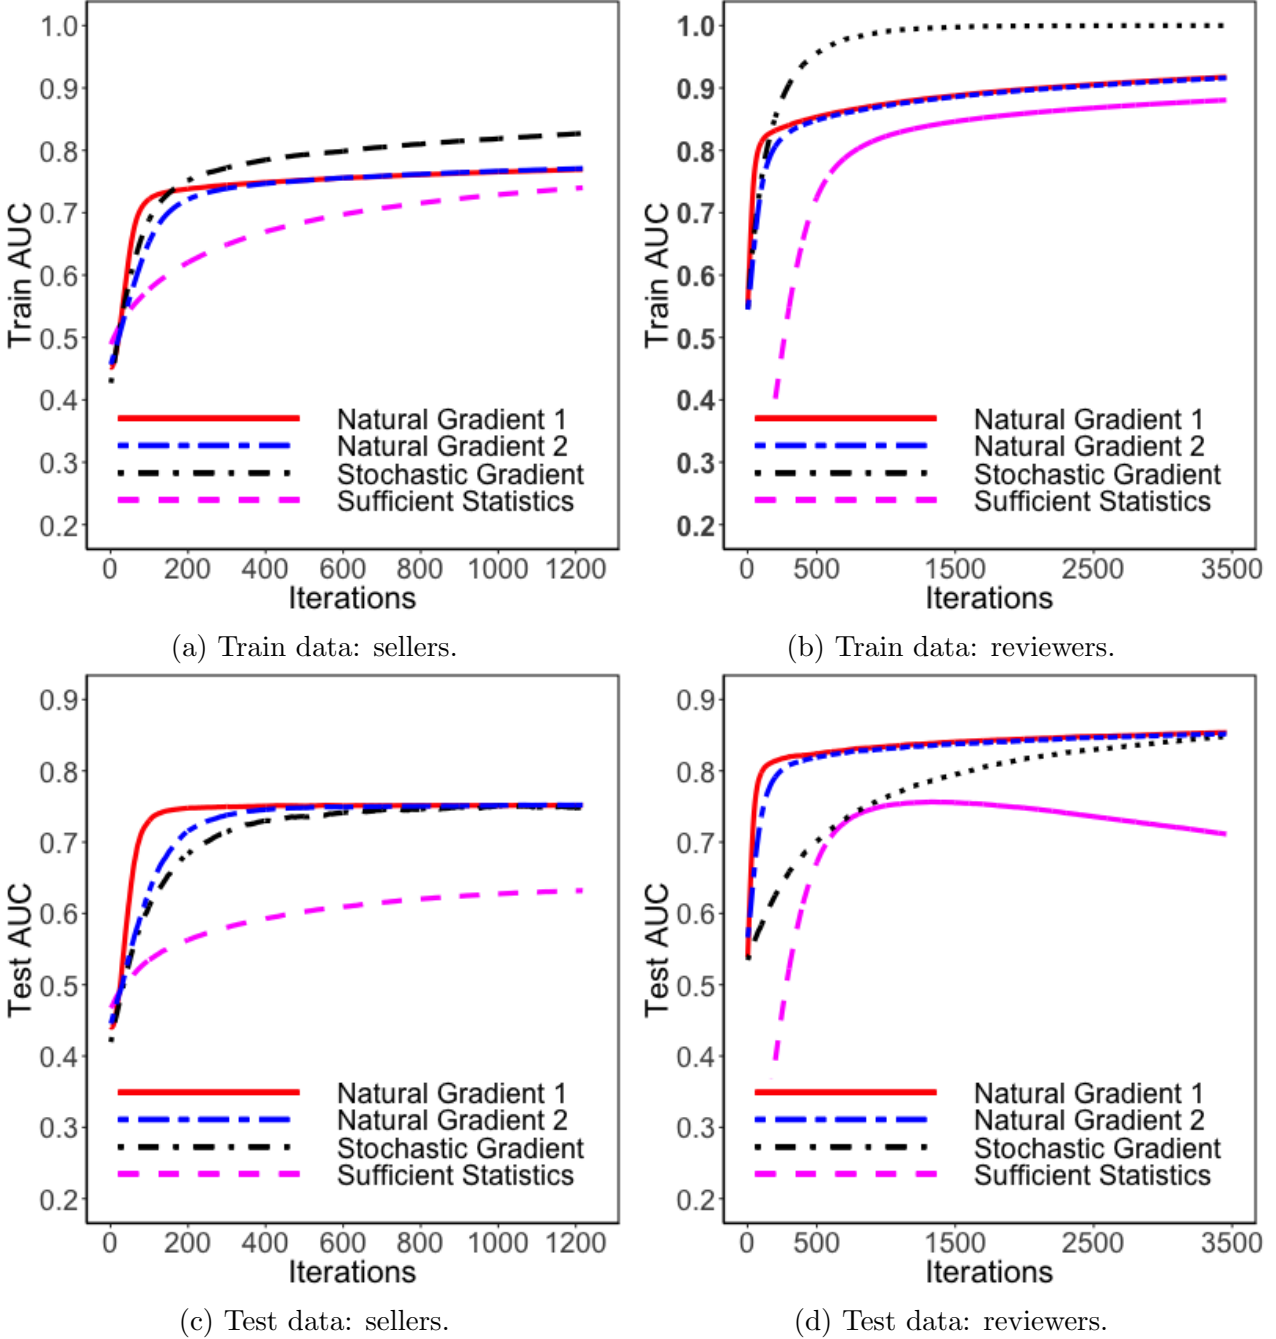 1.0
0.9
0.8
0.7
0.6
0.5
0.4
0.3
0.2
Train AUC
Natural Gradient 1
Natural Gradient 2
Stochastic Gradient
Sufficient Statistics
0 200 400 600 800 1000 1200
Iterations
(a) Train data: sellers.
1.0
0.9
0.8
0.7
0.6
0.5
0.4
0.3
0.2
Train AUC
Natural Gradient 1
Natural Gradient 2
Stochastic Gradient
Sufficient Statistics
0 500 1500 2500 3500
Iterations
(b) Train data: reviewers.
0.9
0.8
0.7
0.6
0.5
0.4
0.3
0.2
Test AUC
Natural Gradient 1
Natural Gradient 2
Stochastic Gradient
Sufficient Statistics
0 200 400 600 800 1000 1200
Iterations
(c) Test data: sellers.
0.9
0.8
0.7
0.6
0.5
0.4
0.3
0.2
Test AUC
Natural Gradient 1
Natural Gradient 2
Stochastic Gradient
Sufficient Statistics
0 500 1500 2500 3500
Iterations
(d) Test data: reviewers.